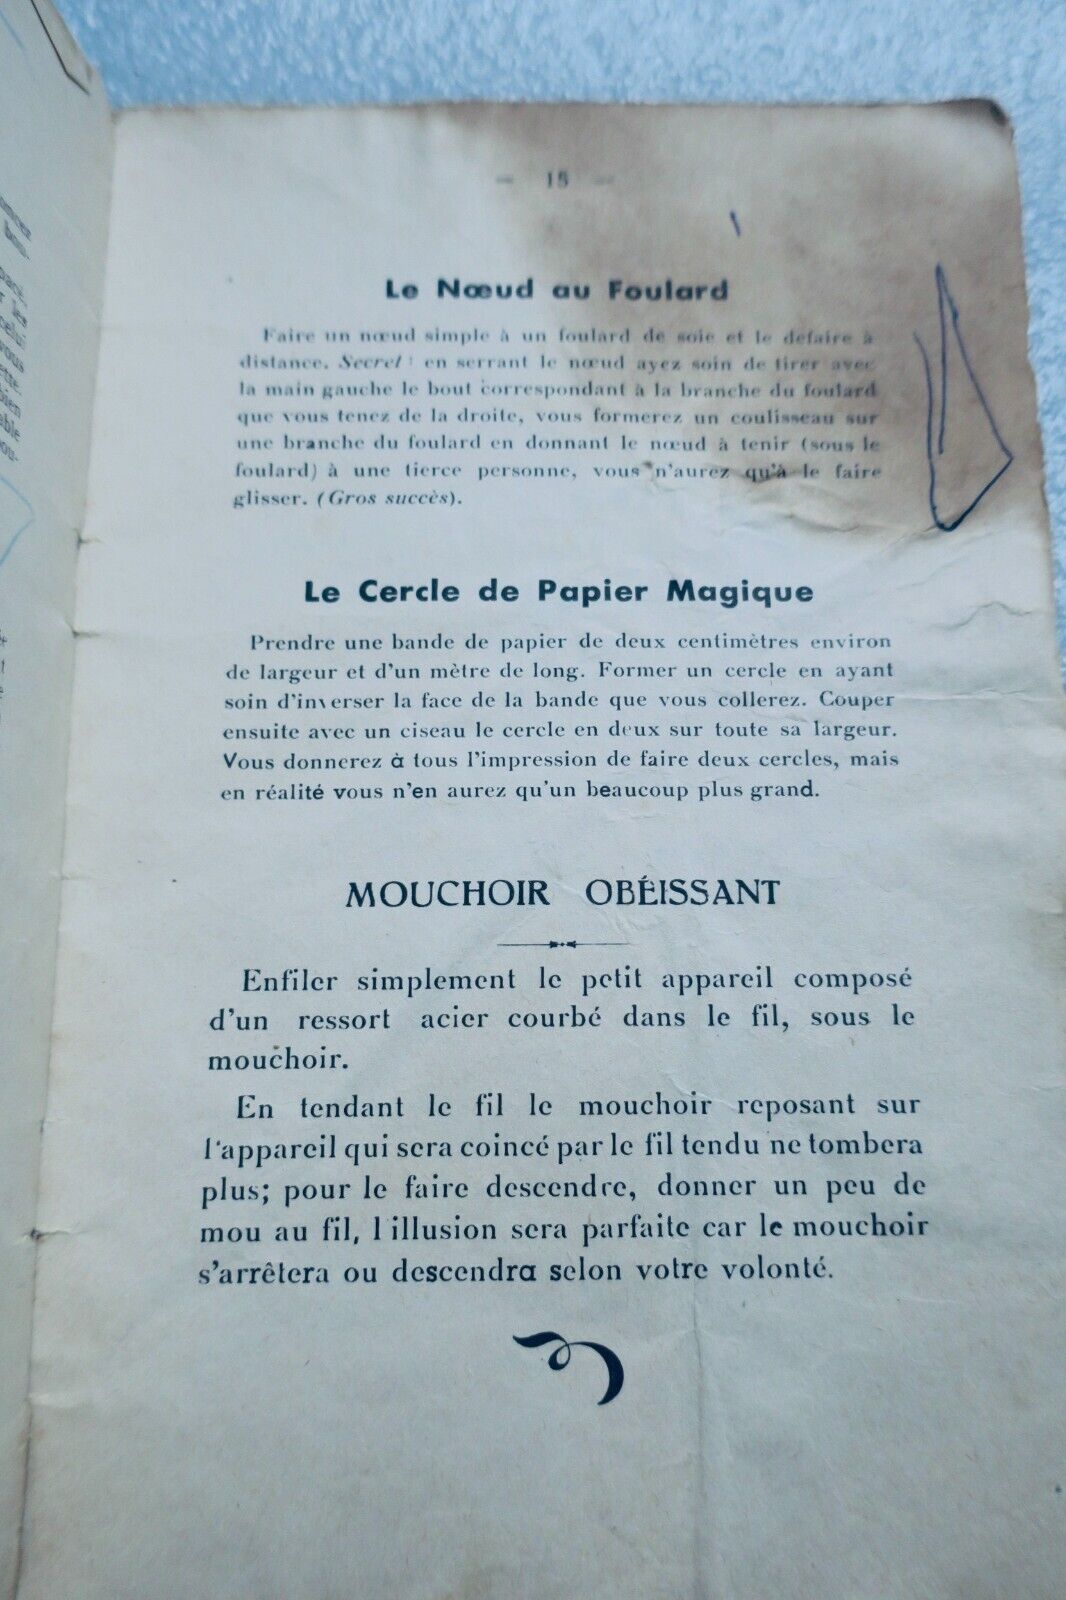 — 15 —
Le Nœud au Foulard
Faire un nœud simple à un foulard de soie et le défaire à
distance. Secret : en serrant le nœud ayez soin de tirer avec
la main gauche le bout correspondant à la branche du foulard
que vous tenez de la droite, vous formerez un coulisseau sur
une branche du foulard en donnant le nœud à tenir (sous le
foulard) à une tierce personne, vous n'aurez qu'à le faire
glisser. (Gros succès).
Le Cercle de Papier Magique
Prendre une bande de papier de deux centimètres environ
de largeur et d'un mètre de long. Former un cercle en ayant
soin d'inverser la face de la bande que vous collerez. Couper
ensuite avec un ciseau le cercle en deux sur toute sa largeur.
Vous donnerez à tous l'impression de faire deux cercles, mais
en réalité vous n'en aurez qu'un beaucoup plus grand.
MOUCHOIR OBÉISSANT
Enfiler simplement le petit appareil composé
d'un ressort acier courbé dans le fil, sous le
mouchoir.
En tendant le fil le mouchoir reposant sur
l'appareil qui sera coincé par le fil tendu ne tombera
plus; pour le faire descendre, donner un peu de
mou au fil, l'illusion sera parfaite car le mouchoir
s'arrêtera ou descendra selon votre volonté.